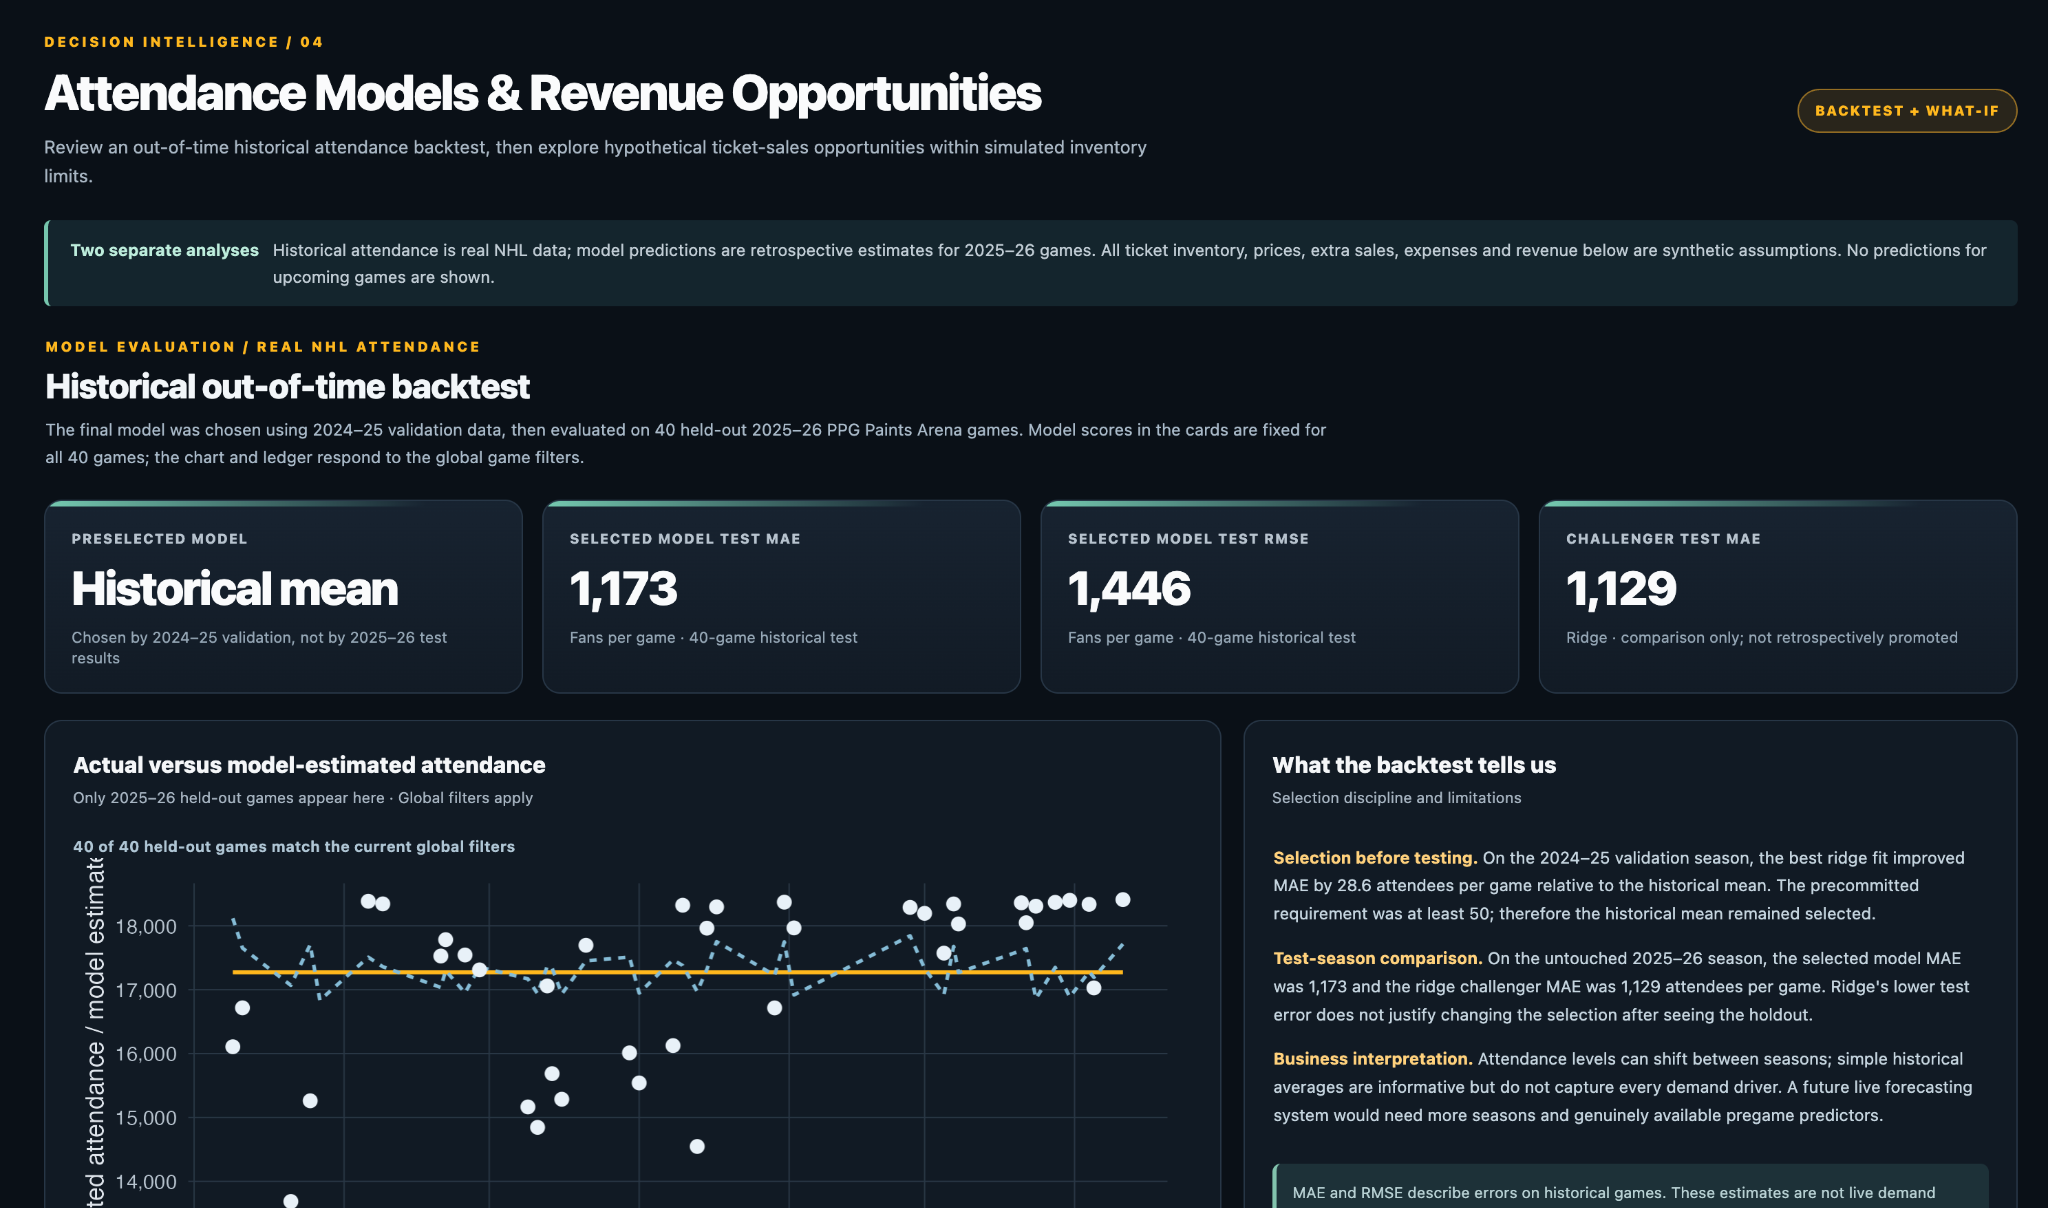 DECISION INTELLIGENCE / 04
Attendance Models & Revenue Opportunities
BACKTEST + WHAT-IF
Review an out-of-time historical attendance backtest, then explore hypothetical ticket-sales opportunities within simulated inventory
limits.
Two separate analyses Historical attendance is real NHL data; model predictions are retrospective estimates for 2025–26 games. All ticket inventory, prices, extra sales, expenses and revenue below are synthetic assumptions. No predictions for
upcoming games are shown.
MODEL EVALUATION / REAL NHL ATTENDANCE
Historical out-of-time backtest
The final model was chosen using 2024–25 validation data, then evaluated on 40 held-out 2025–26 PPG Paints Arena games. Model scores in the cards are fixed for
all 40 games; the chart and ledger respond to the global game filters.
PRESELECTED MODEL
Historical mean
Chosen by 2024–25 validation, not by 2025–26 test
results
SELECTED MODEL TEST MAE
1,173
Fans per game · 40-game historical test
SELECTED MODEL TEST RMSE
1,446
Fans per game · 40-game historical test
CHALLENGER TEST MAE
1,129
Ridge · comparison only; not retrospectively promoted
Actual versus model-estimated attendance
Only 2025–26 held-out games appear here · Global filters apply
40 of 40 held-out games match the current global filters
ted attendance / model estimate
18,000
17,000
16,000
15,000
14,000
What the backtest tells us
Selection discipline and limitations
Selection before testing. On the 2024–25 validation season, the best ridge fit improved
MAE by 28.6 attendees per game relative to the historical mean. The precommitted
requirement was at least 50; therefore the historical mean remained selected.
Test-season comparison. On the untouched 2025–26 season, the selected model MAE
was 1,173 and the ridge challenger MAE was 1,129 attendees per game. Ridge's lower test
error does not justify changing the selection after seeing the holdout.
Business interpretation. Attendance levels can shift between seasons; simple historical
averages are informative but do not capture every demand driver. A future live forecasting
system would need more seasons and genuinely available pregame predictors.
MAE and RMSE describe errors on historical games. These estimates are not live demand